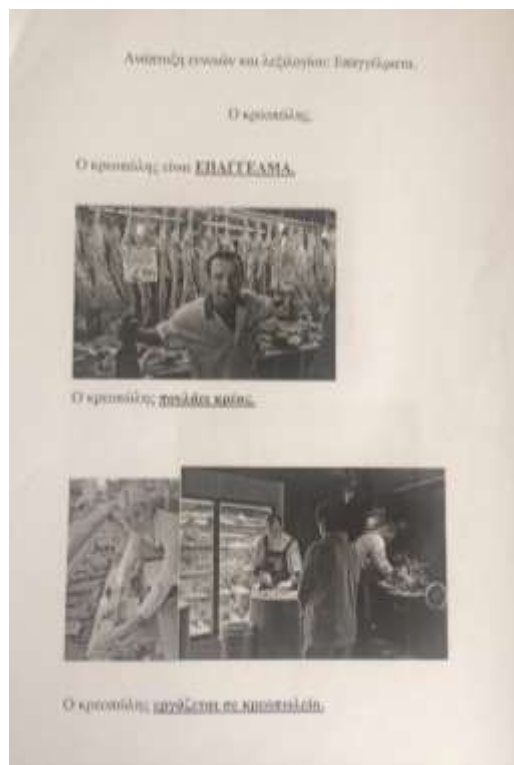 Ανάπτυξη εννοιών και λεξιλογίου: Επαγγέλματα.
Ο κρεοπώλης.
Ο κρεοπώλης είναι ΕΠΑΓΓΕΛΜΑ.
Ο κρεοπώλης πουλάει κρέας.
Ο κρεοπώλης εργάζεται σε κρεοπωλείο.